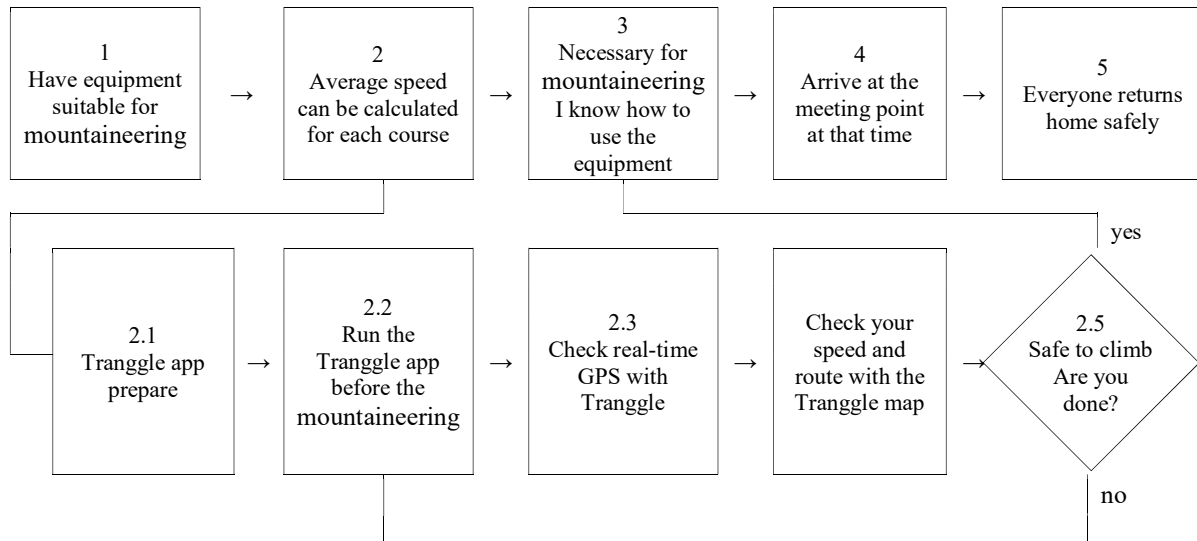 1
Have equipment
suitable for
mountaineering
→
2
Average speed
can be calculated
for each course
→
3
Necessary for
mountaineering
I know how to
use the
equipment
→
4
Arrive at the
meeting point
at that time
→
5
Everyone returns
home safely
yes
2.1
Tranggle app
prepare
→
2.2
Run the
Tranggle app
before the
mountaineering
→
2.3
Check real-time
GPS with
Tranggle
→
Check your
speed and
route with the
Tranggle map
→
2.5
Safe to climb
Are you
done?
no